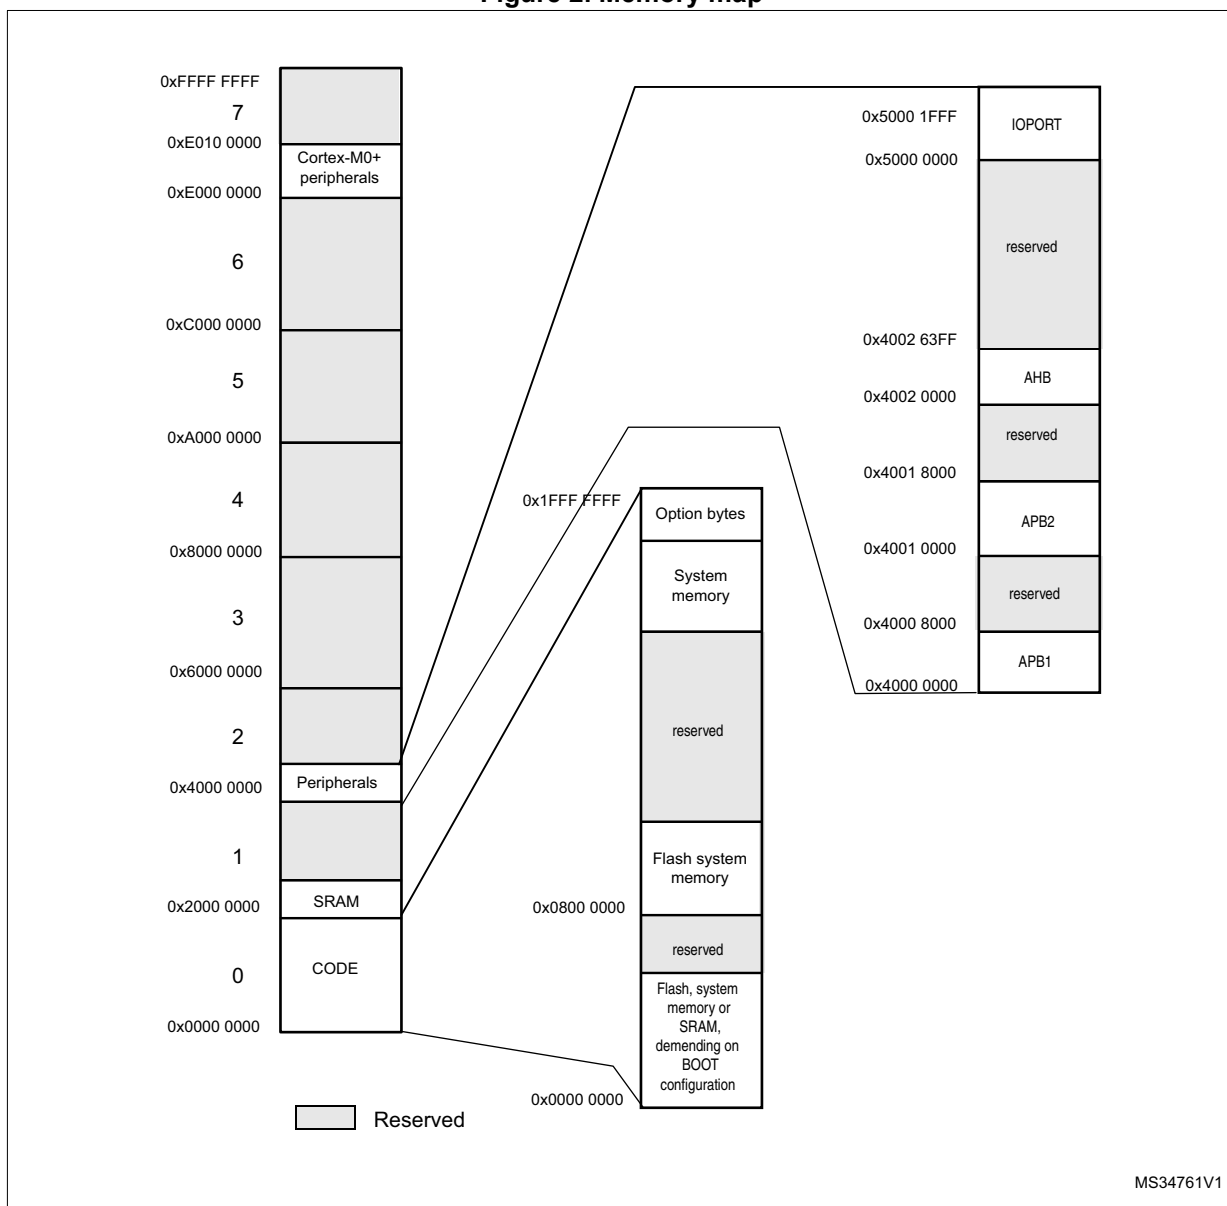 Figure 2. Memory map
0xFFFF FFFF
7
0xE010 0000
Cortex-M0+
peripherals
0xE000 0000
6
0xC000 0000
5
0xA000 0000
4
0x8000 0000
3
0x6000 0000
2
Peripherals
0x4000 0000
1
SRAM
0x2000 0000
CODE
0
0x0000 0000
0x1FFF FFFF
Option bytes
System
memory
reserved
Flash system
memory
0x0800 0000
reserved
Flash, system
memory or
SRAM,
demending on
BOOT
configuration
0x0000 0000
0x5000 1FFF
IOPORT
0x5000 0000
reserved
0x4002 63FF
AHB
0x4002 0000
reserved
0x4001 8000
APB2
0x4001 0000
reserved
0x4000 8000
APB1
0x4000 0000
Reserved
MS34761V1